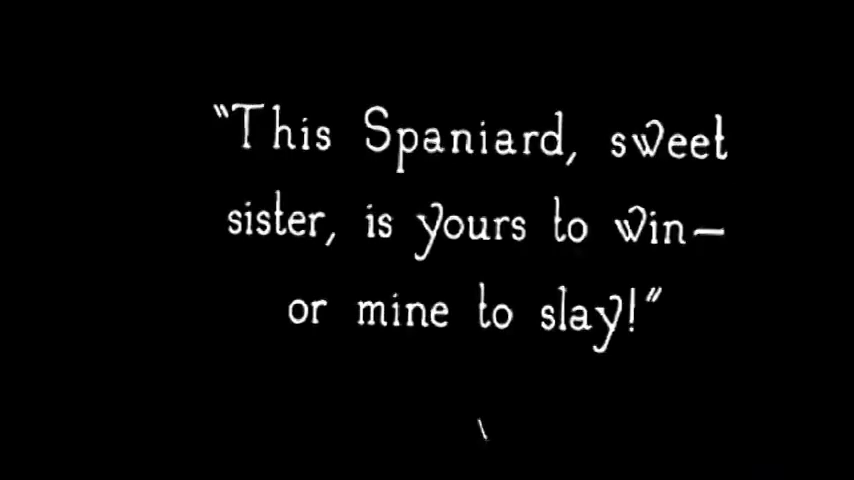 "This Spaniard, sweet
sister, is yours to win—
or mine to slay!"